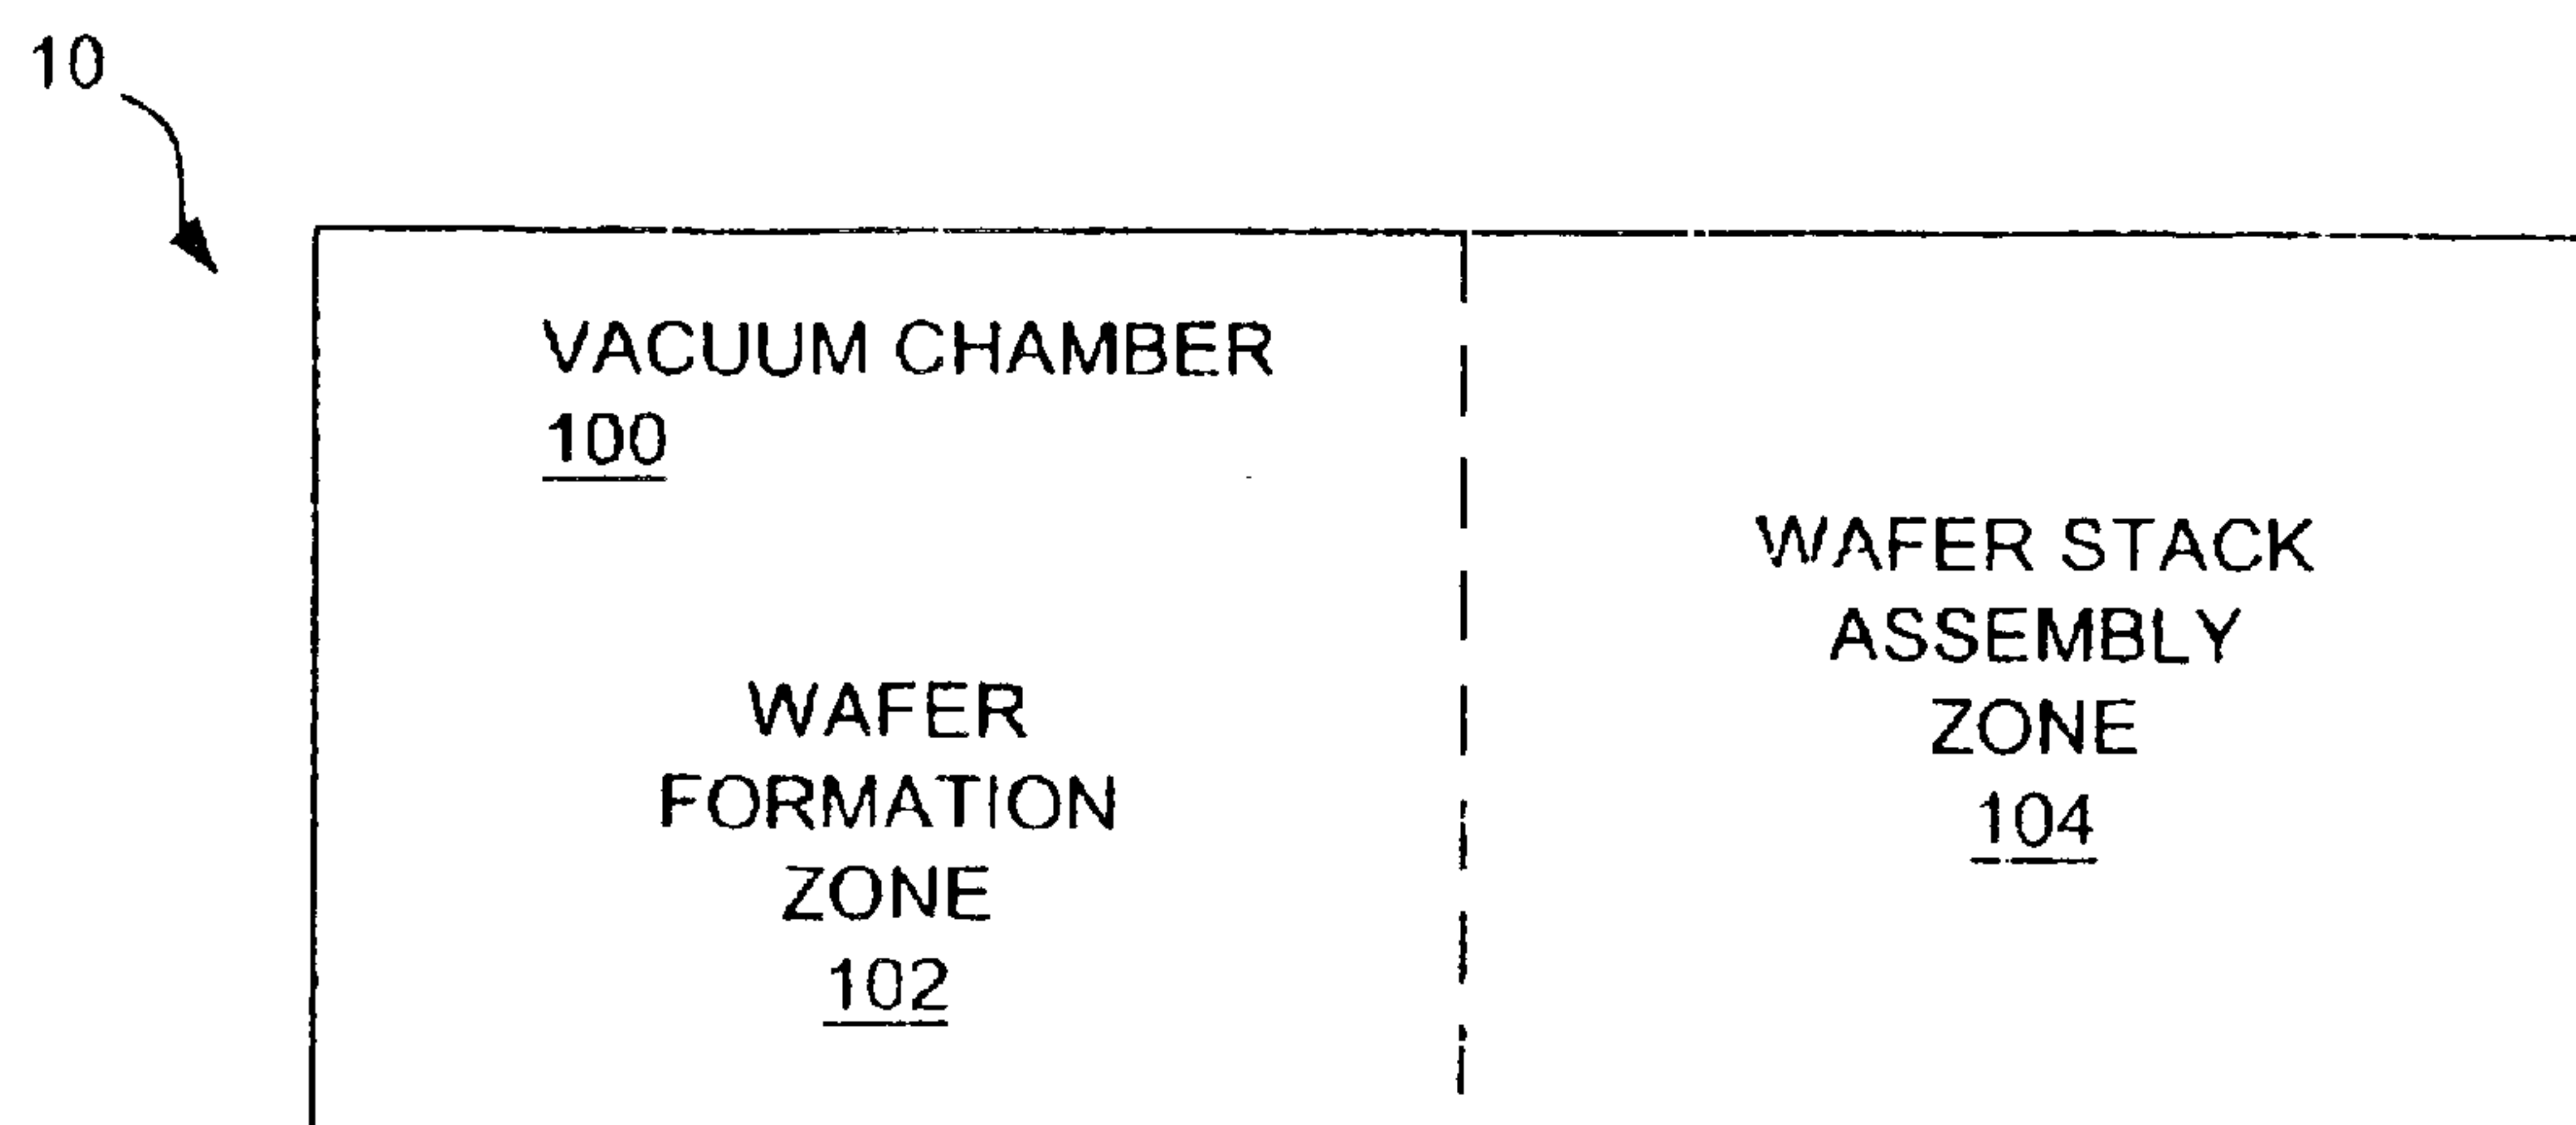 10
VACUUM CHAMBER
100
WAFER
FORMATION
ZONE
102
WAFER STACK
ASSEMBLY
ZONE
104